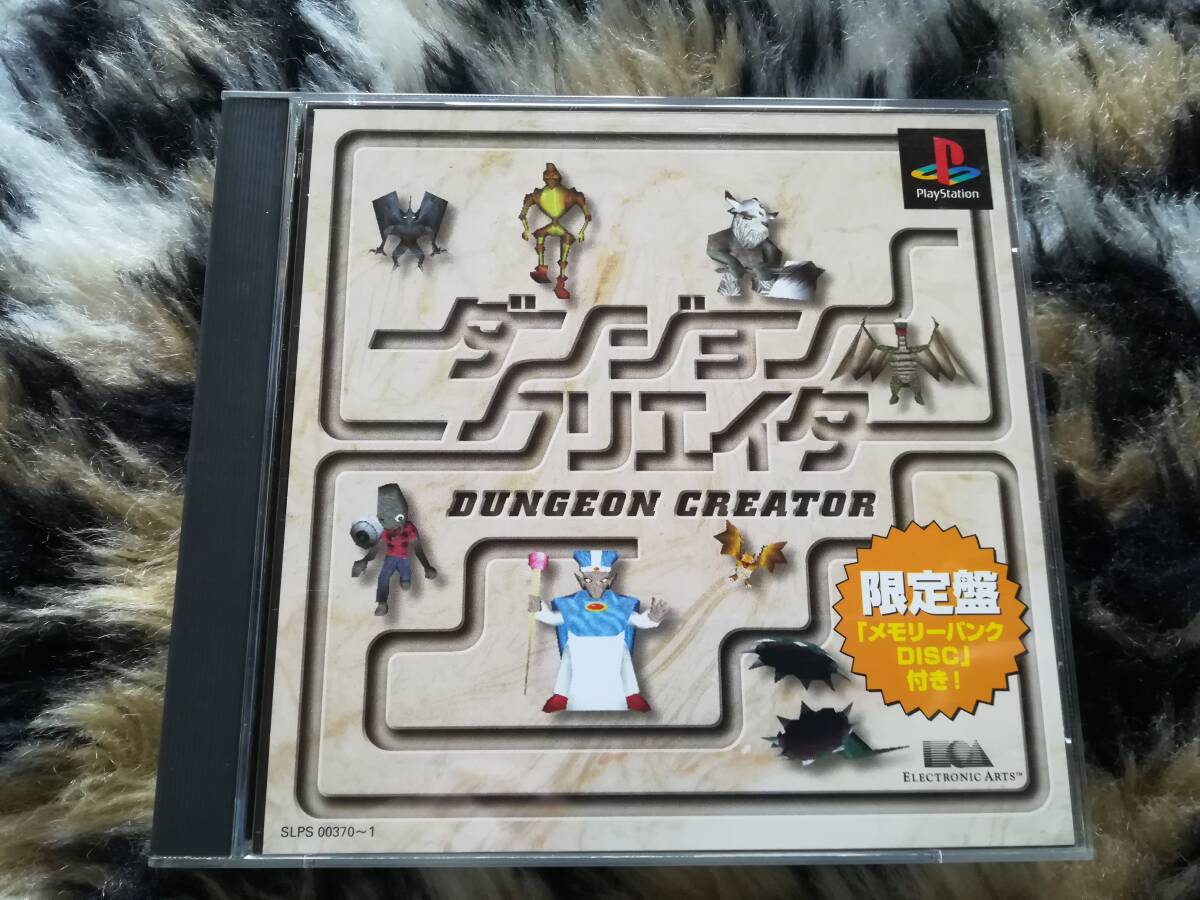 PlayStation
ダンジョン
クリエイタ
DUNGEON CREATOR
限定盤
「メモリーバンク
DISC」
付き!
ELECTRONIC ARTS™
SLPS 00370~1